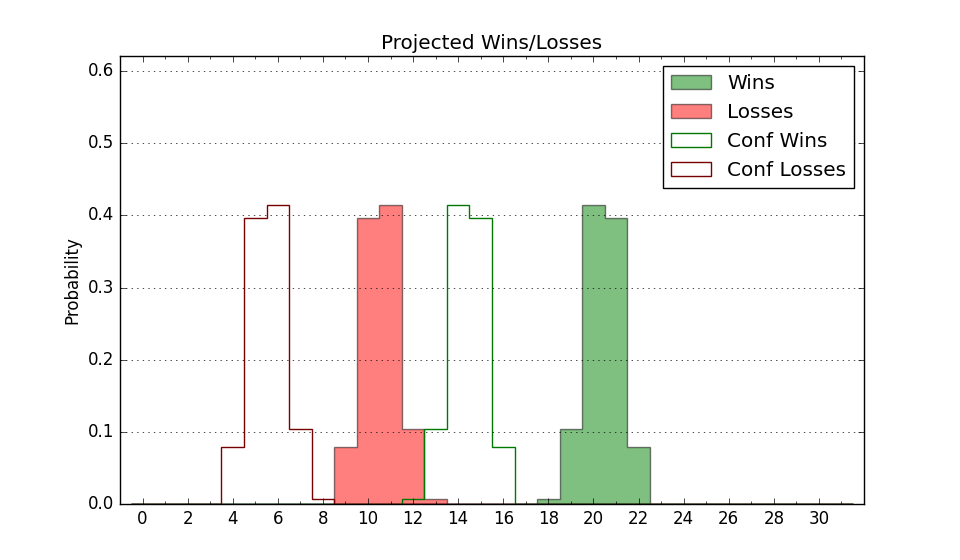 Projected Wins/Losses
Probability
0.6
0.5
0.4
0.3
0.2
0.1
0.0
0 2 4 6 8 10 12 14 16 18 20 22 24 26 28 30
Wins
Losses
Conf Wins
Conf Losses